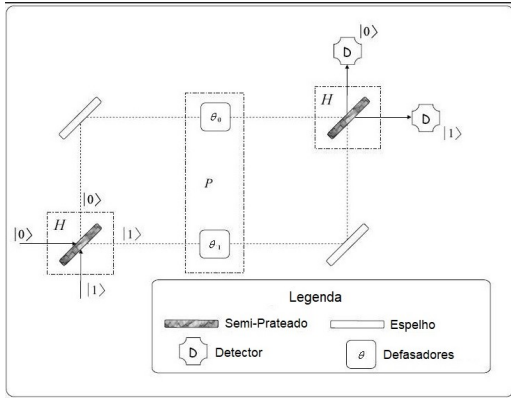 |0⟩
D
H
D
θ₀
|1⟩
P
|0⟩
H
|0⟩
|1⟩
θ₁
|1⟩
Legenda
Semi-Prateado
Espelho
D
Detector
θ
Defasadores